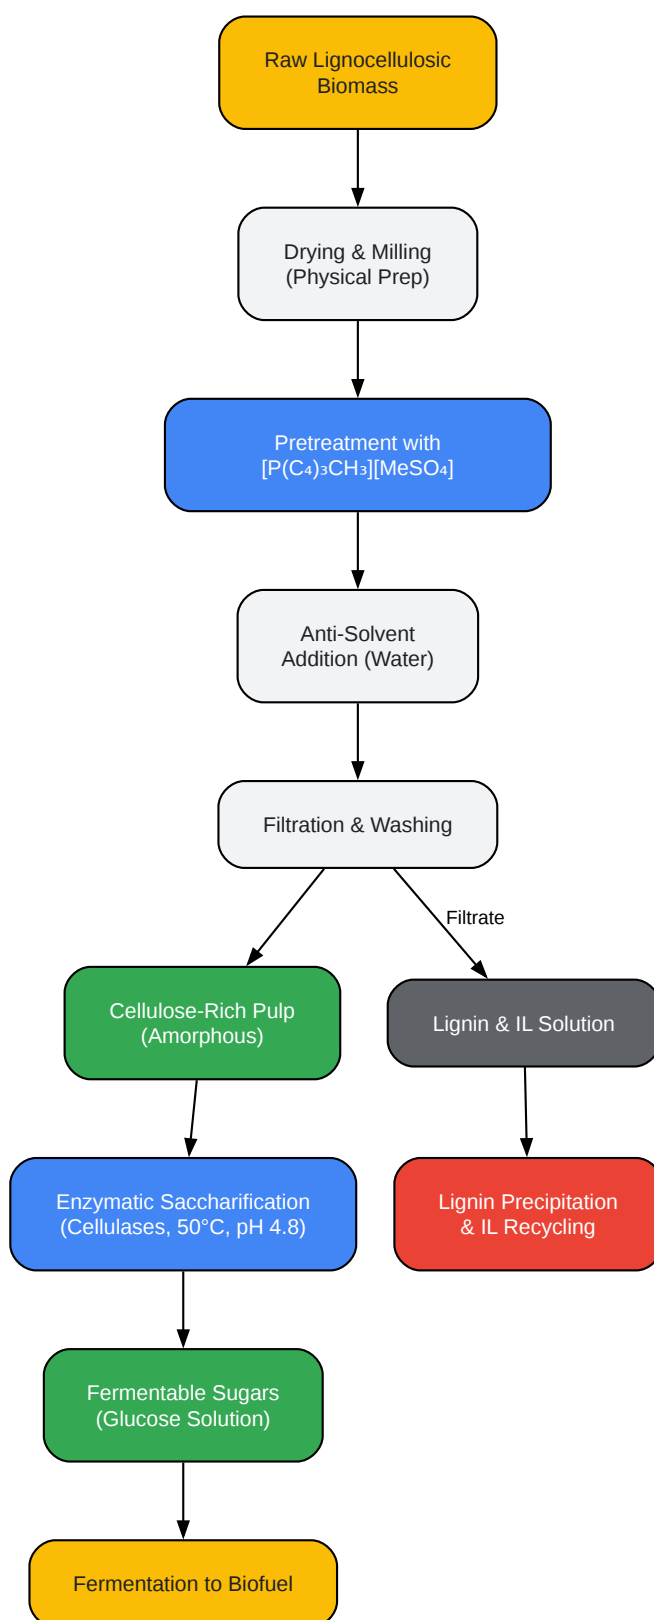 Raw Lignocellulosic
Biomass
Drying & Milling
(Physical Prep)
Pretreatment with
[P(C₄)₃CH₃][MeSO₄]
Anti-Solvent
Addition (Water)
Filtration & Washing
Filtrate
Cellulose-Rich Pulp
(Amorphous)
Lignin & IL Solution
Enzymatic Saccharification
(Cellulases, 50°C, pH 4.8)
Lignin Precipitation
& IL Recycling
Fermentable Sugars
(Glucose Solution)
Fermentation to Biofuel